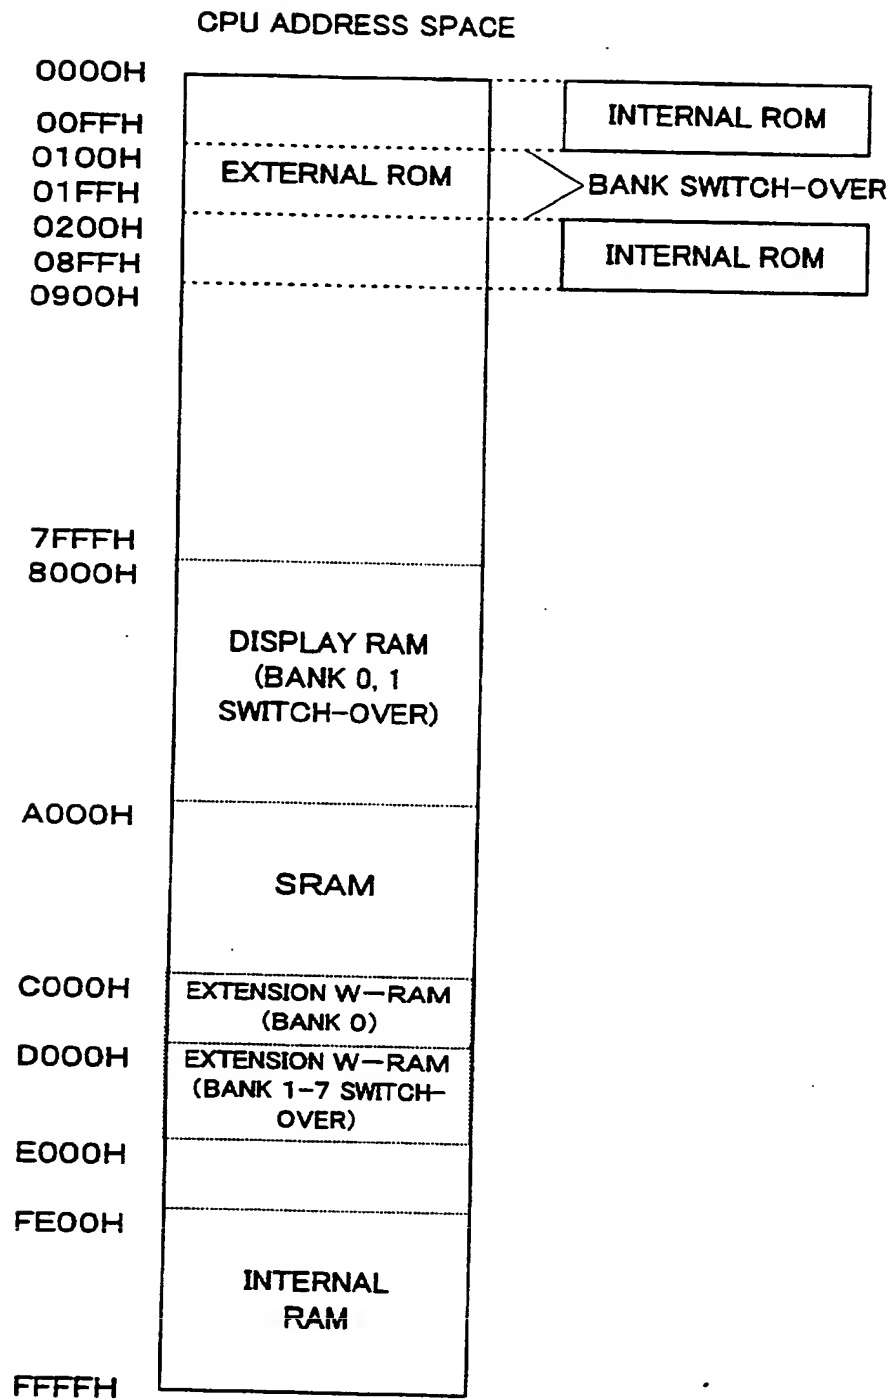 CPU ADDRESS SPACE
0000H
00FFH
INTERNAL ROM
0100H
EXTERNAL ROM
01FFH
BANK SWITCH-OVER
0200H
08FFH
INTERNAL ROM
0900H
7FFFH
8000H
DISPLAY RAM
(BANK 0, 1
SWITCH-OVER)
A000H
SRAM
C000H
EXTENSION W-RAM
(BANK 0)
D000H
EXTENSION W-RAM
(BANK 1-7 SWITCH-
OVER)
E000H
FE00H
INTERNAL
RAM
FFFFH